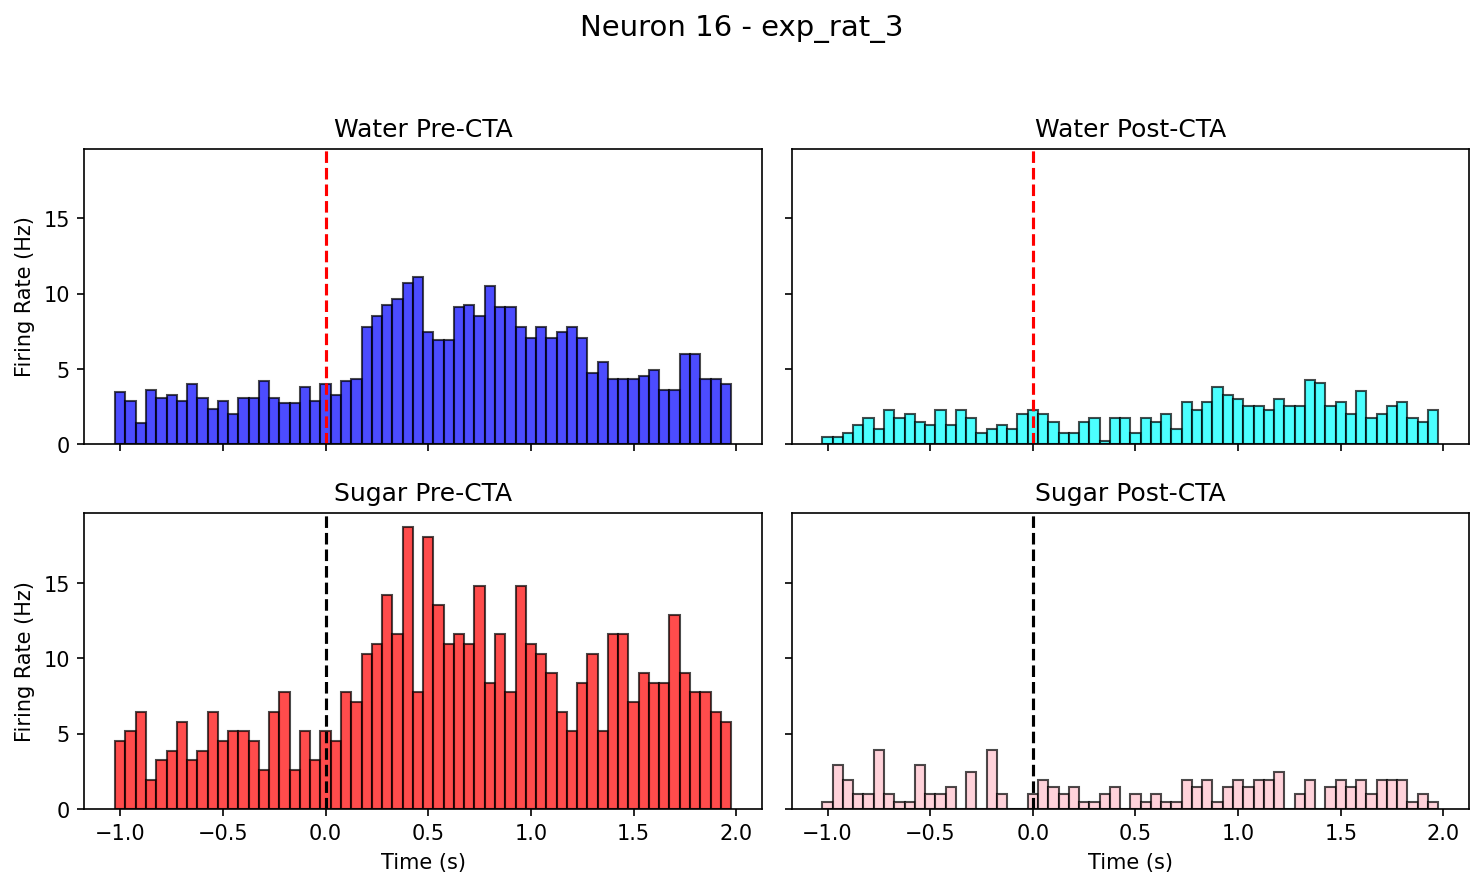 Neuron 16 - exp_rat_3
Water Pre-CTA
Water Post-CTA
Firing Rate (Hz)
15
10
5
0
Sugar Pre-CTA
Sugar Post-CTA
Firing Rate (Hz)
15
10
5
0
−1.0 −0.5 0.0 0.5 1.0 1.5 2.0
−1.0 −0.5 0.0 0.5 1.0 1.5 2.0
Time (s)
Time (s)